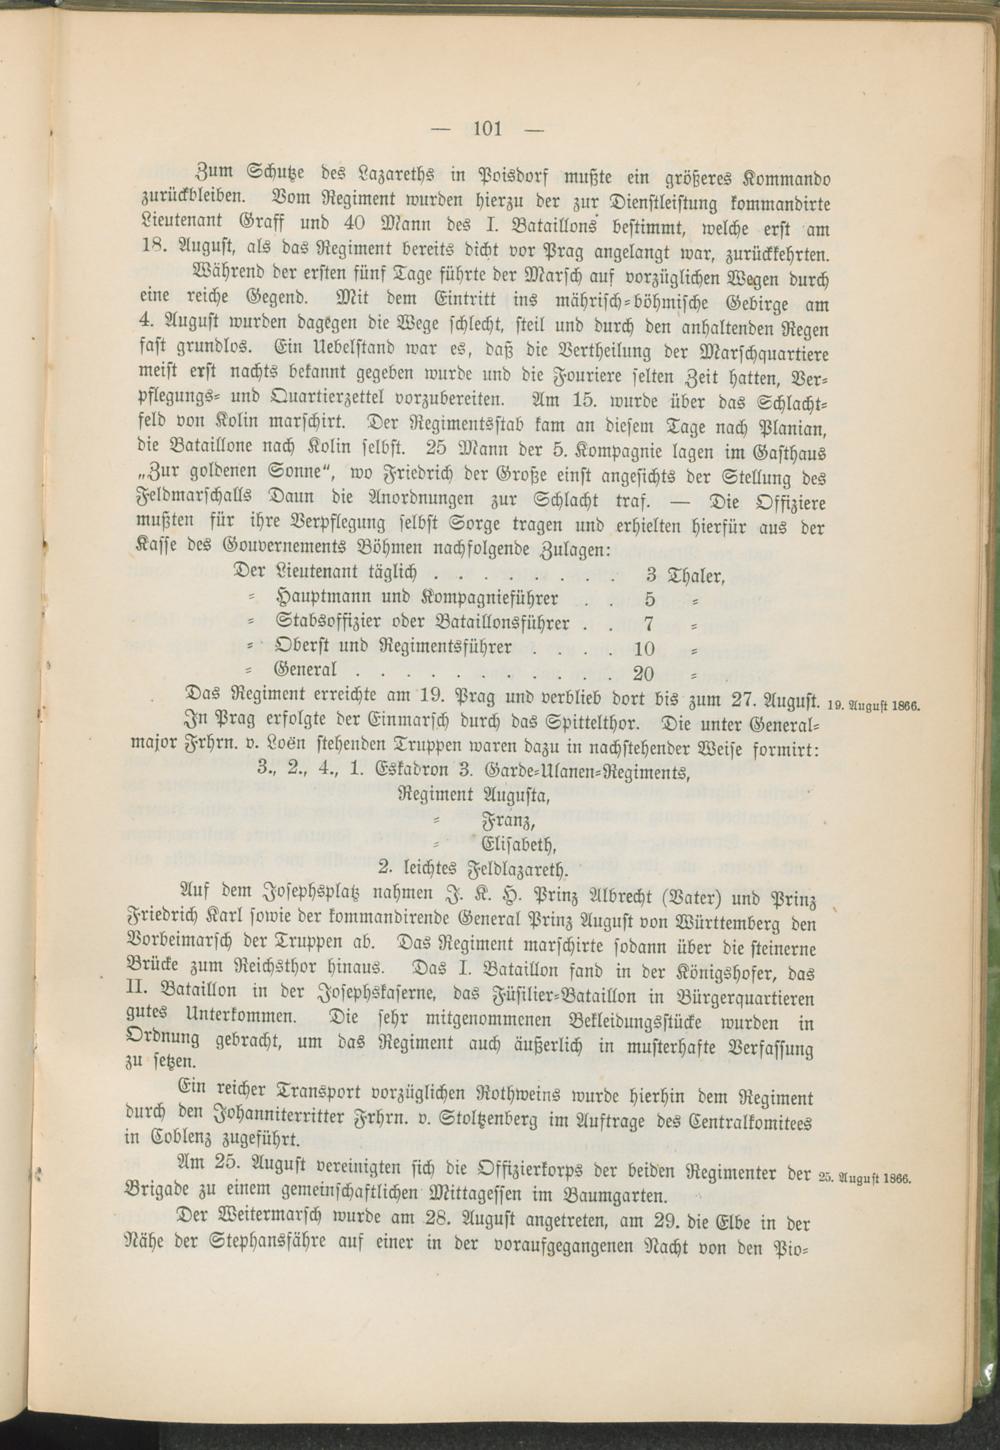 — 101 —
Zum Schutze des Lazareths in Poisdorf mußte ein größeres Kommando
zurückbleiben. Vom Regiment wurden hierzu der zur Dienstleistung kommandirte
Lieutenant Graff und 40 Mann des I. Bataillons bestimmt, welche erst am
18. August, als das Regiment bereits dicht vor Prag angelangt war, zurückkehrten.
Während der ersten fünf Tage führte der Marsch auf vorzüglichen Wegen durch
eine reiche Gegend. Mit dem Eintritt ins mährisch-böhmische Gebirge am
4. August wurden dagegen die Wege schlecht, steil und durch den anhaltenden Regen
fast grundlos. Ein Uebelstand war es, daß die Vertheilung der Marschquartiere
meist erst nachts bekannt gegeben wurde und die Fouriere selten Zeit hatten, Ver-
pflegungs- und Quartierzettel vorzubereiten. Am 15. wurde über das Schlacht-
feld von Kolin marschirt. Der Regimentsstab kam an diesem Tage nach Planian,
die Bataillone nach Kolin selbst. 25 Mann der 5. Kompagnie lagen im Gasthaus
„Zur goldenen Sonne“, wo Friedrich der Große einst angesichts der Stellung des
Feldmarschalls Daun die Anordnungen zur Schlacht traf. — Die Offiziere
mußten für ihre Verpflegung selbst Sorge tragen und erhielten hierfür aus der
Kasse des Gouvernements Böhmen nachfolgende Zulagen:
Der Lieutenant täglich . . . . . . . . 3 Thaler,
= Hauptmann und Kompagnieführer . . 5 =
= Stabsoffizier oder Bataillonsführer . . 7 =
= Oberst und Regimentsführer . . . . 10 =
= General . . . . . . . . . . . 20 =
Das Regiment erreichte am 19. Prag und verblieb dort bis zum 27. August. 19. August 1866.
In Prag erfolgte der Einmarsch durch das Spittelthor. Die unter General-
major Frhrn. v. Loën stehenden Truppen waren dazu in nachstehender Weise formirt:
3., 2., 4., 1. Eskadron 3. Garde-Ulanen-Regiments,
Regiment Augusta,
= Franz,
= Elisabeth,
2. leichtes Feldlazareth.
Auf dem Josephsplatz nahmen J. K. H. Prinz Albrecht (Vater) und Prinz
Friedrich Karl sowie der kommandirende General Prinz August von Württemberg den
Vorbeimarsch der Truppen ab. Das Regiment marschirte sodann über die steinerne
Brücke zum Reichsthor hinaus. Das I. Bataillon fand in der Königshofer, das
II. Bataillon in der Josephskaserne, das Füsilier-Bataillon in Bürgerquartieren
gutes Unterkommen. Die sehr mitgenommenen Bekleidungsstücke wurden in
Ordnung gebracht, um das Regiment auch äußerlich in musterhafte Verfassung
zu setzen.
Ein reicher Transport vorzüglichen Rothweins wurde hierhin dem Regiment
durch den Johanniterritter Frhrn. v. Stoltzenberg im Auftrage des Centralkomitees
in Coblenz zugeführt.
Am 25. August vereinigten sich die Offizierkorps der beiden Regimenter der 25. August 1866.
Brigade zu einem gemeinschaftlichen Mittagessen im Baumgarten.
Der Weitermarsch wurde am 28. August angetreten, am 29. die Elbe in der
Nähe der Stephansfähre auf einer in der voraufgegangenen Nacht von den Pio-